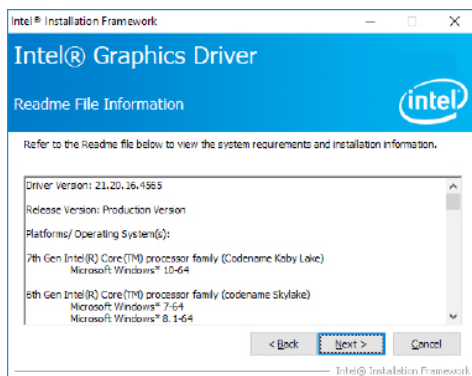 Intel® Installation Framework
Intel® Graphics Driver
Readme File Information
intel
Refer to the Readme file below to view the system requirements and installation information.
Driver Version: 21.20.16.4565
Release Version: Production Version
Platforms/ Operating System(s):
7th Gen Intel(R) Core(TM) processor family (Codename Kaby Lake)
Microsoft Windows* 10-64
6th Gen Intel(R) Core(TM) processor family (codename Skylake)
Microsoft Windows* 7-64
Microsoft Windows* 8.1-64
< Back Next > Cancel
Intel® Installation Framework